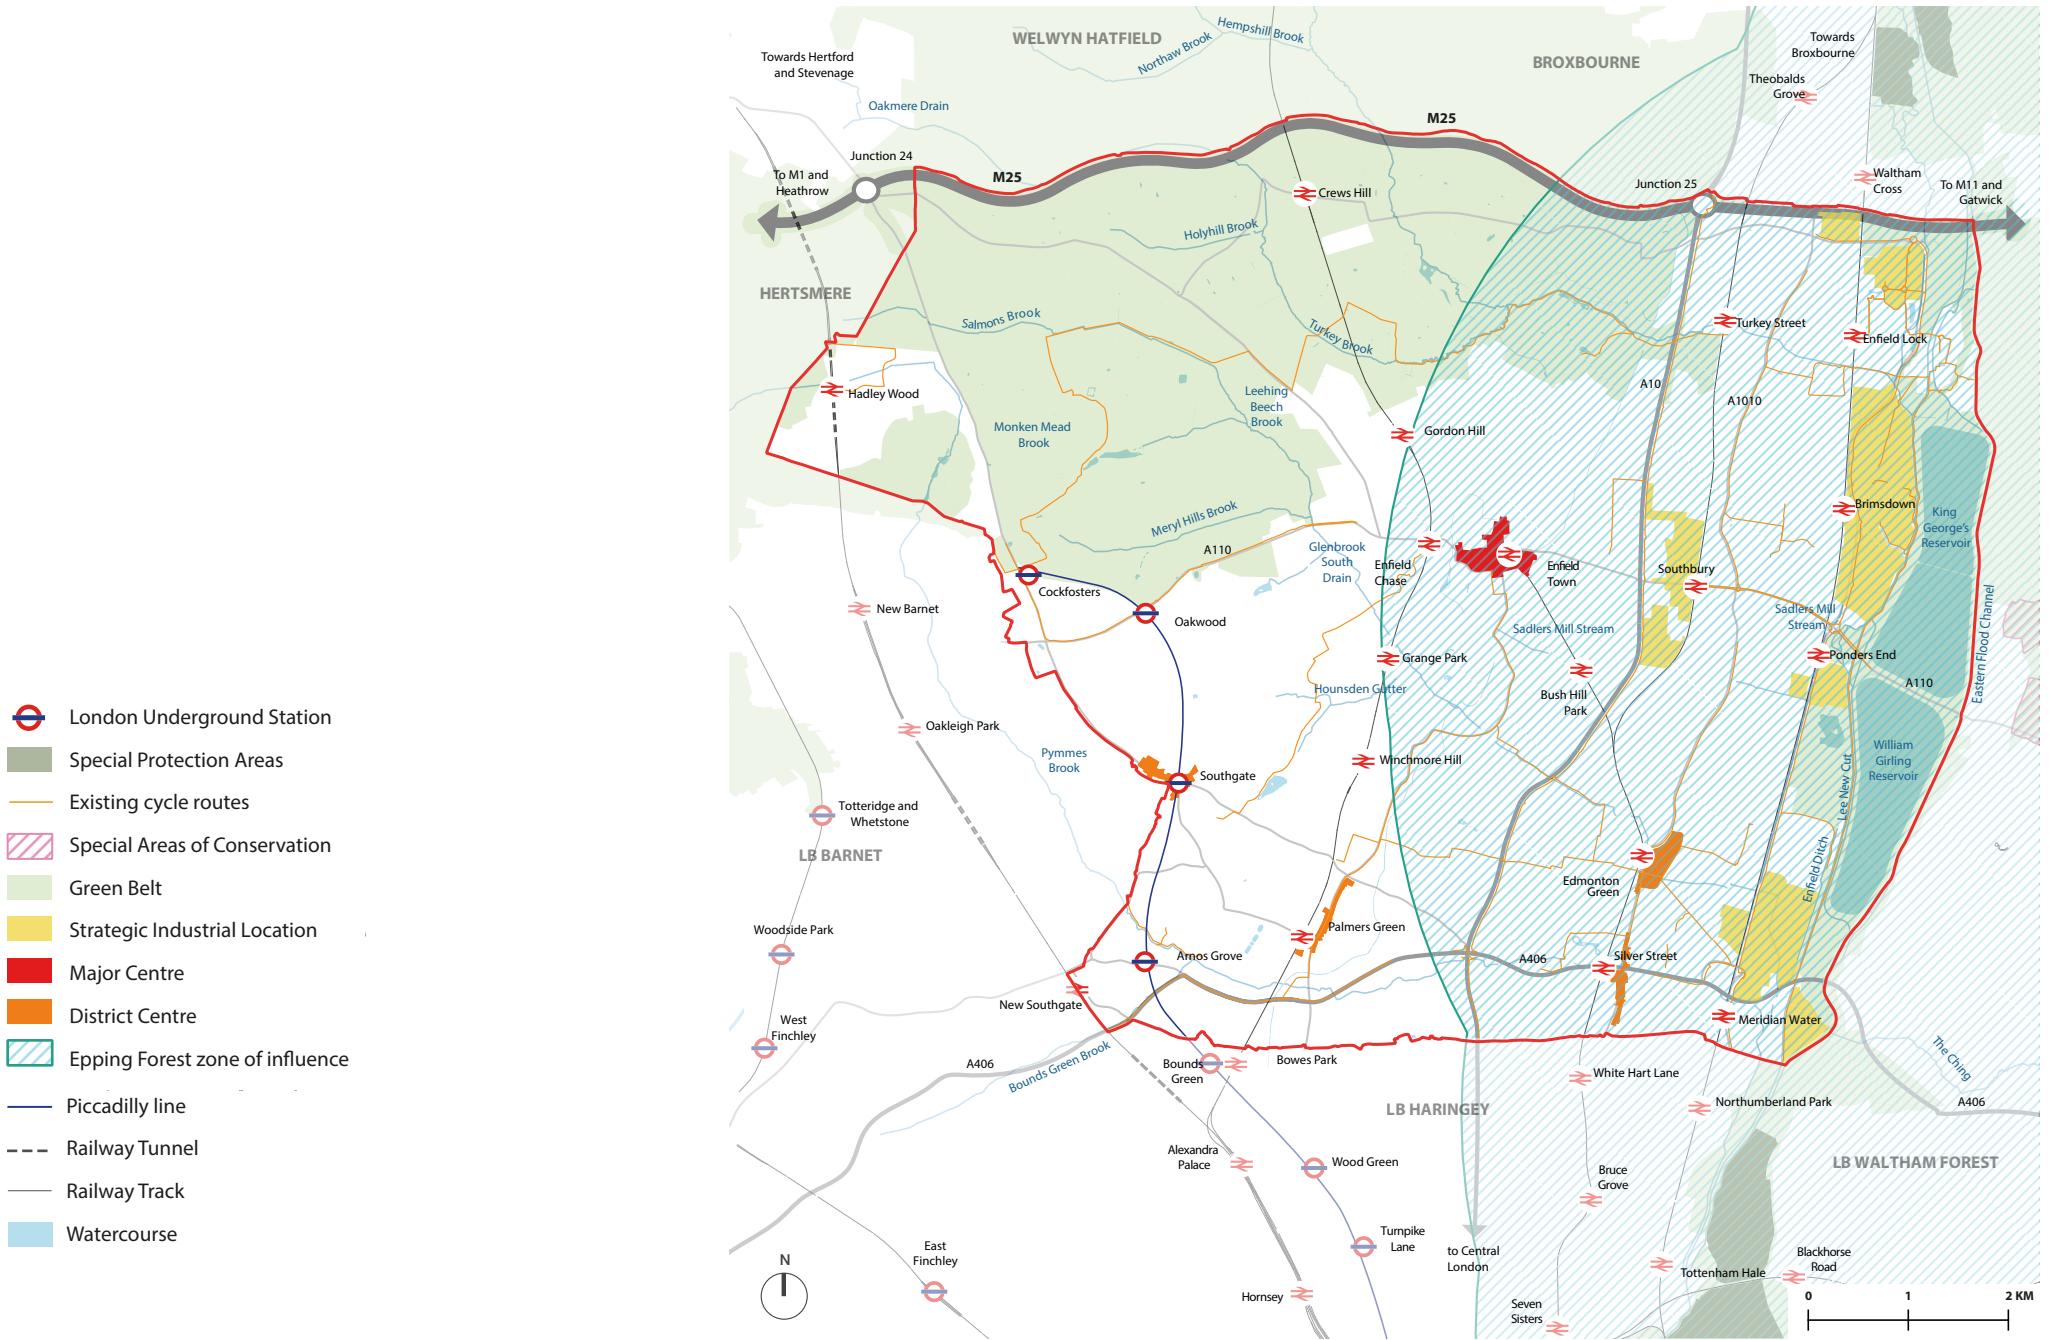 London Underground Station
Special Protection Areas
Existing cycle routes
Special Areas of Conservation
Green Belt
Strategic Industrial Location
Major Centre
District Centre
Epping Forest zone of influence
Piccadilly line
Railway Tunnel
Railway Track
Watercourse
WELWYN HATFIELD
Hempshill Brook
Northaw Brook
BROXBOURNE
Towards
Broxbourne
Towards Hertford
and Stevenage
Theobalds
Grove
Oakmere Drain
M25
Junction 24
To M1 and
Heathrow
M25
Crews Hill
Junction 25
Waltham
Cross
To M11 and
Gatwick
Holyhill Brook
HERTSMERE
Salmons Brook
Turkey Brook
Turkey Street
Enfield Lock
Hadley Wood
Leehing
Beech
Brook
A10
A1010
Monken Mead
Brook
Gordon Hill
Meryl Hills Brook
Brimsdown
King
George's
Reservoir
A110
Glenbrook
South
Drain
Enfield
Chase
Enfield
Town
Southbury
Cockfosters
New Barnet
Oakwood
Sadlers Mill Stream
Sadlers Mill
Stream
Eastern Flood Channel
Grange Park
Ponders End
A110
Hounsden Gutter
Bush Hill
Park
Oakleigh Park
Pymmes
Brook
Southgate
Winchmore Hill
William
Girling
Reservoir
Lee New Cut
Totteridge and
Whetstone
LB BARNET
Edmonton
Green
Enfield Ditch
Woodside Park
Palmers Green
Arnos Grove
A406
Silver Street
New Southgate
West
Finchley
Meridian Water
A406
Bounds Green Brook
Bounds
Green
Bowes Park
White Hart Lane
The Ching
LB HARINGEY
Northumberland Park
A406
Alexandra
Palace
Wood Green
Bruce
Grove
LB WALTHAM FOREST
East
Finchley
Turnpike
Lane
to Central
London
N
Hornsey
Tottenham Hale
Blackhorse
Road
Seven
Sisters
0 1 2 KM